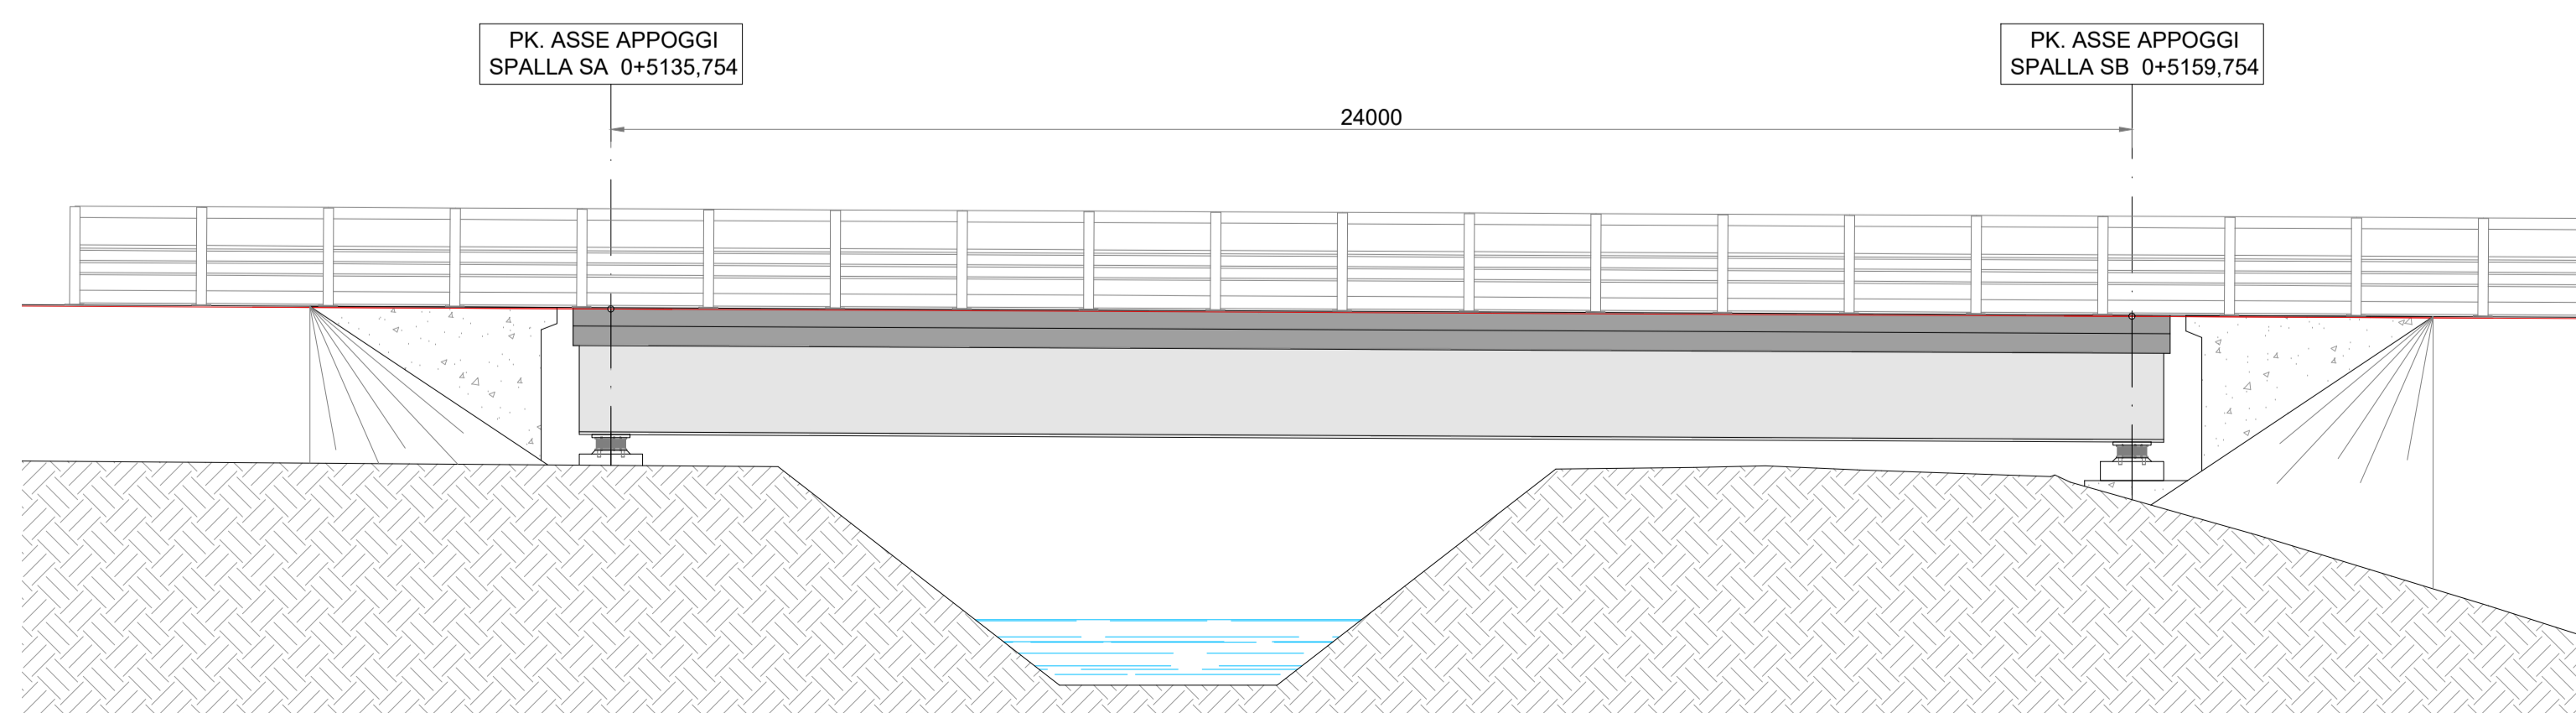 PK. ASSE APPOGGI
SPALLA SA 0+5135,754
PK. ASSE APPOGGI
SPALLA SB 0+5159,754
24000